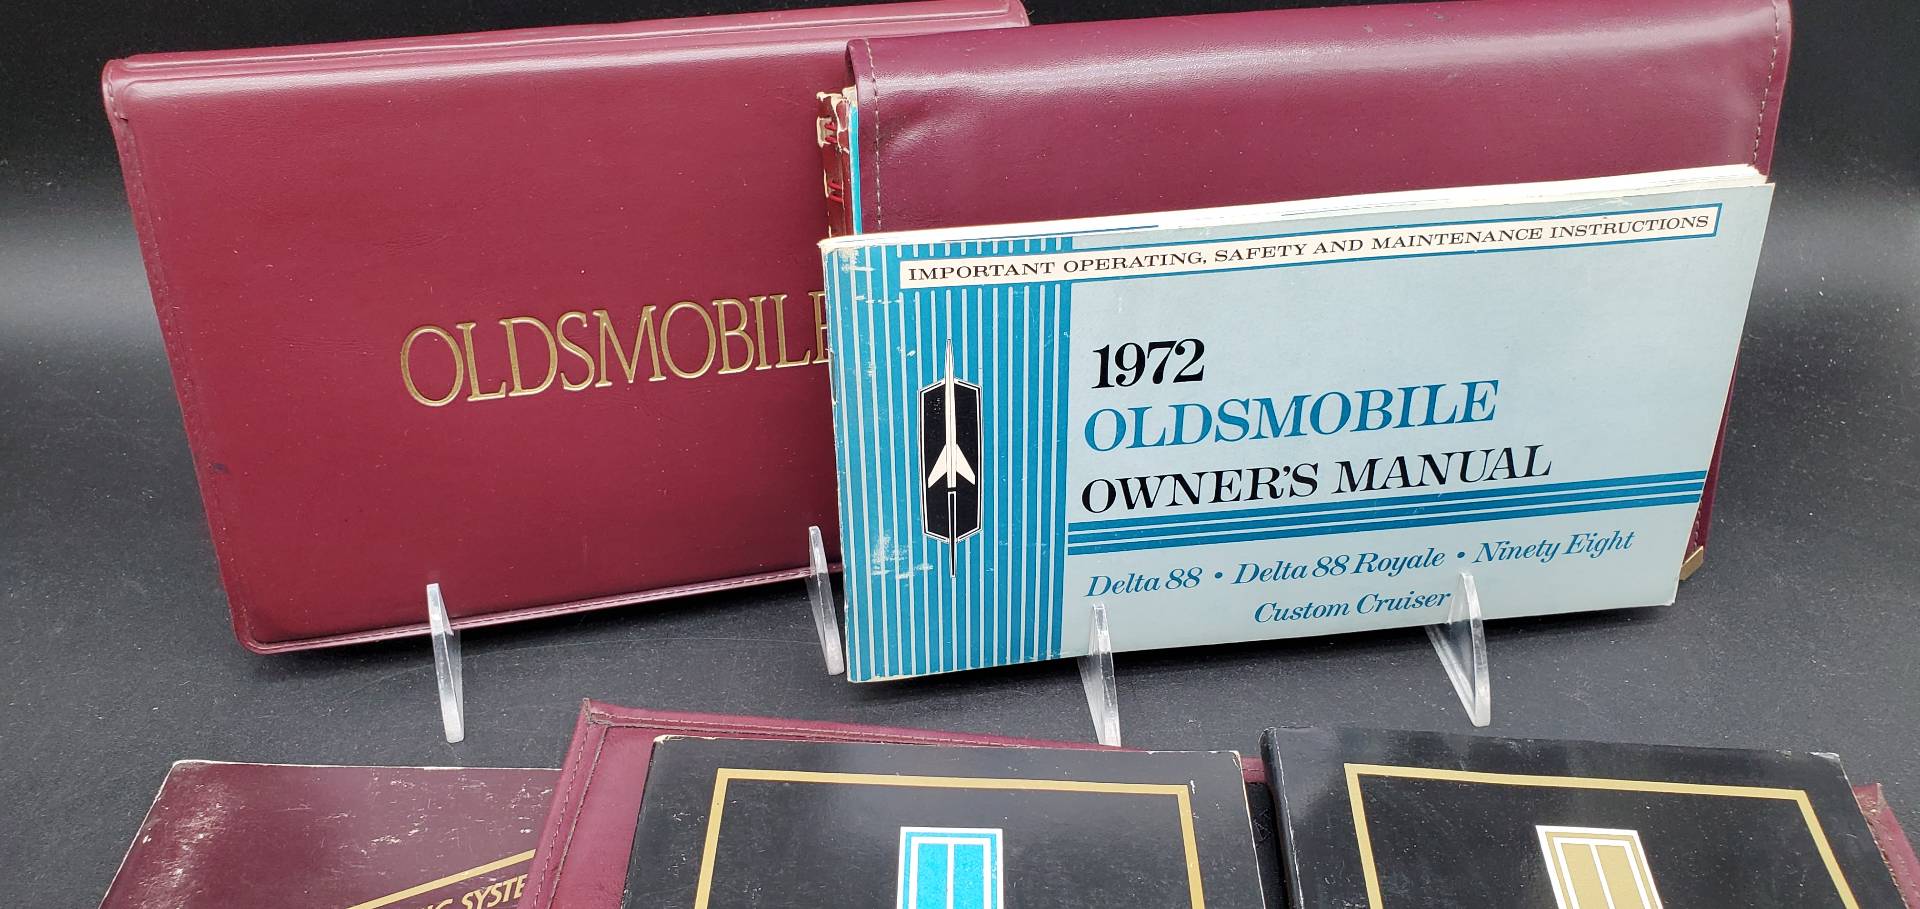 OLDSMOBILE
IMPORTANT OPERATING, SAFETY AND MAINTENANCE INSTRUCTIONS
1972
OLDSMOBILE
OWNER'S MANUAL
Delta 88 • Delta 88 Royale • Ninety Eight
Custom Cruiser